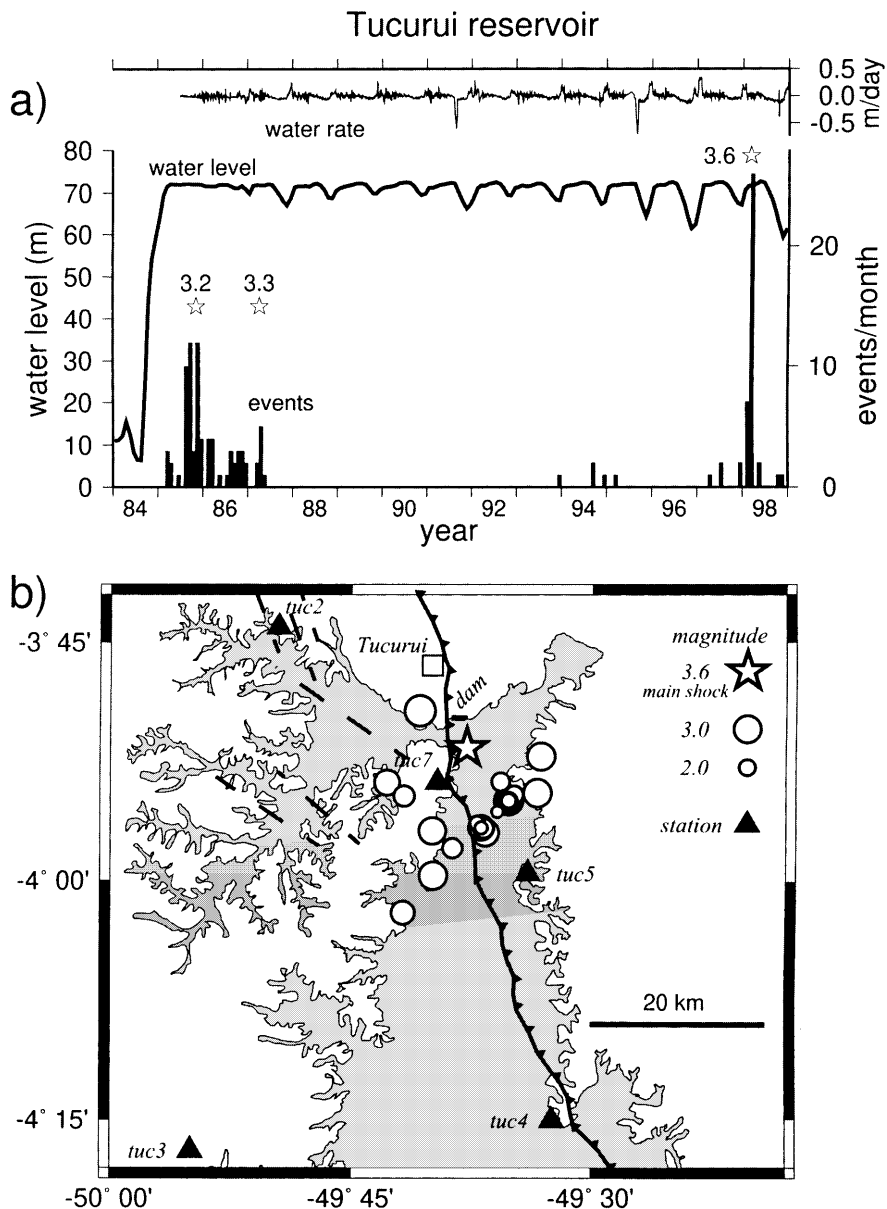 Tucurui reservoir
a)
0.5
0.0
-0.5
m/day
water rate
80
70
60
50
40
30
20
10
0
water level (m)
water level
3.6
3.2
3.3
events
20
10
0
events/month
84
86
88
90
92
94
96
98
year
b)
-3° 45'
-4° 00'
-4° 15'
-50° 00'
-49° 45'
-49° 30'
tuc2
Tucurui
dam
tuc7
tuc5
tuc4
tuc3
magnitude
3.6
main shock
3.0
2.0
station
20 km